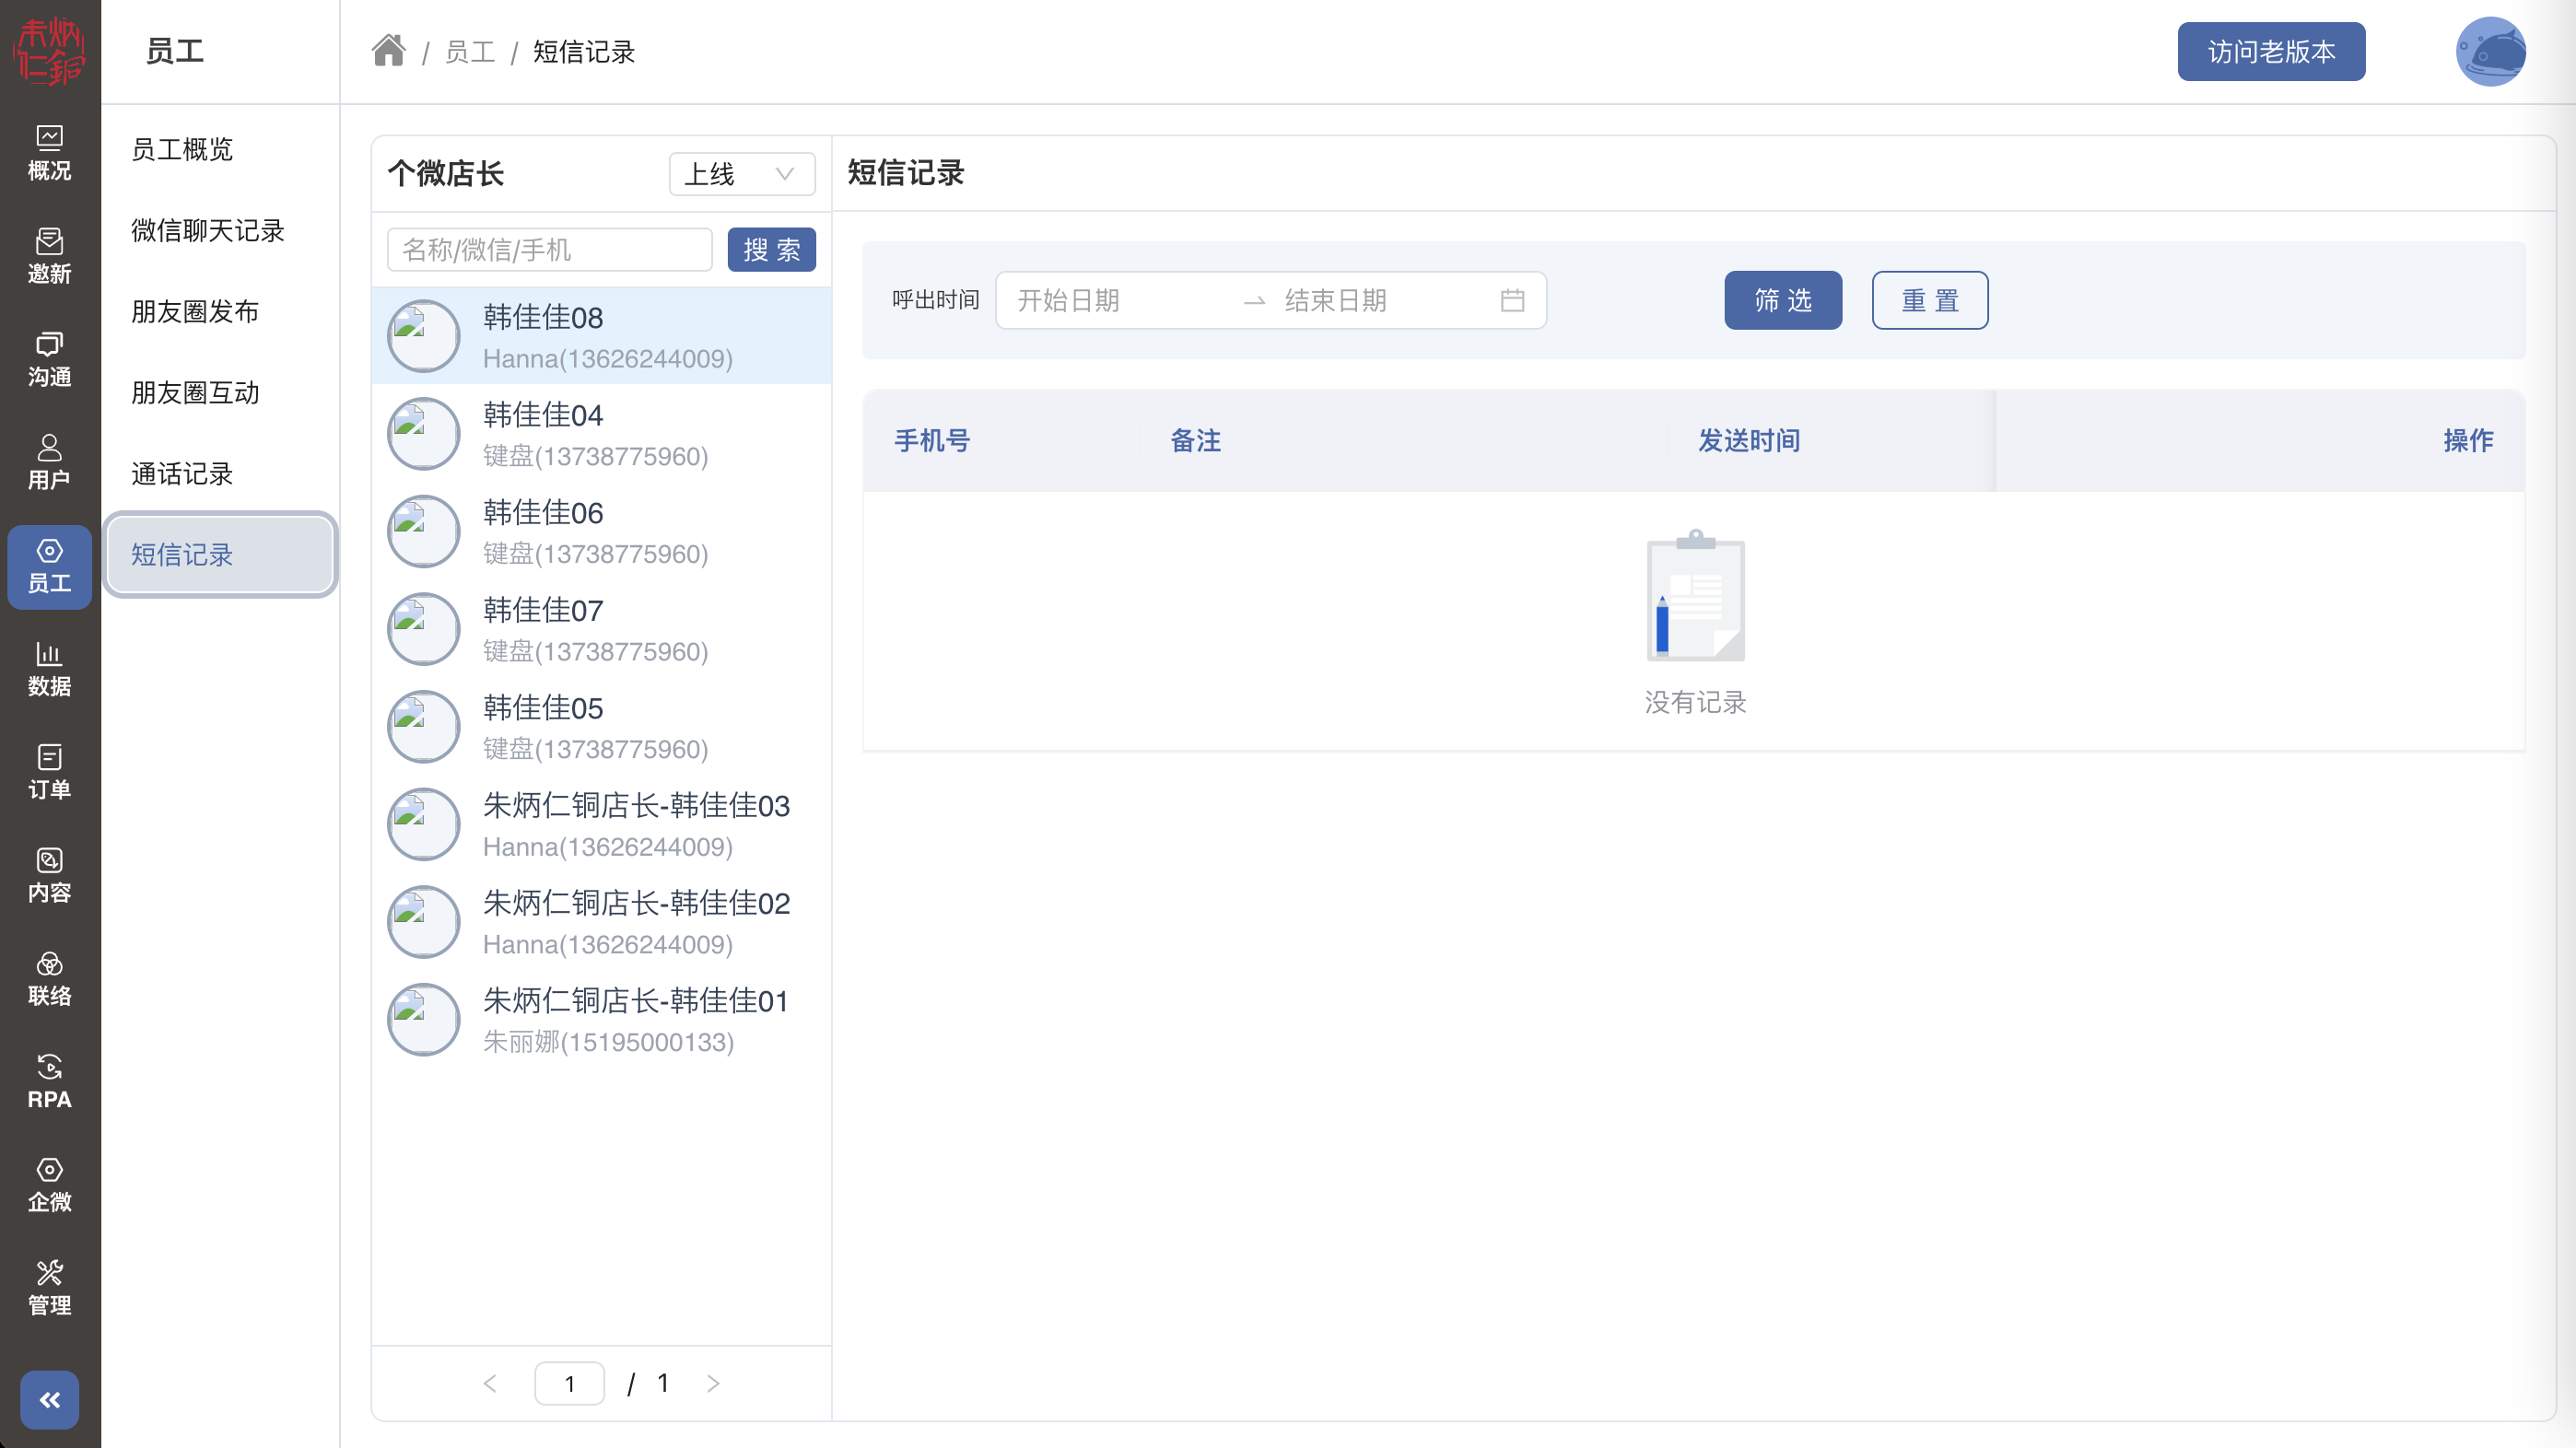 朱炳
仁銅
概况
邀新
沟通
用户
员工
数据
订单
内容
联络
RPA
企微
管理
员工
员工概览
微信聊天记录
朋友圈发布
朋友圈互动
通话记录
短信记录
/ 员工 / 短信记录
访问老版本
个微店长
上线
名称/微信/手机
搜 索
韩佳佳08
Hanna(13626244009)
韩佳佳04
键盘(13738775960)
韩佳佳06
键盘(13738775960)
韩佳佳07
键盘(13738775960)
韩佳佳05
键盘(13738775960)
朱炳仁铜店长-韩佳佳03
Hanna(13626244009)
朱炳仁铜店长-韩佳佳02
Hanna(13626244009)
朱炳仁铜店长-韩佳佳01
朱丽娜(15195000133)
1 / 1
短信记录
呼出时间 开始日期 结束日期 筛 选 重 置
手机号 备注 发送时间 操作
没有记录